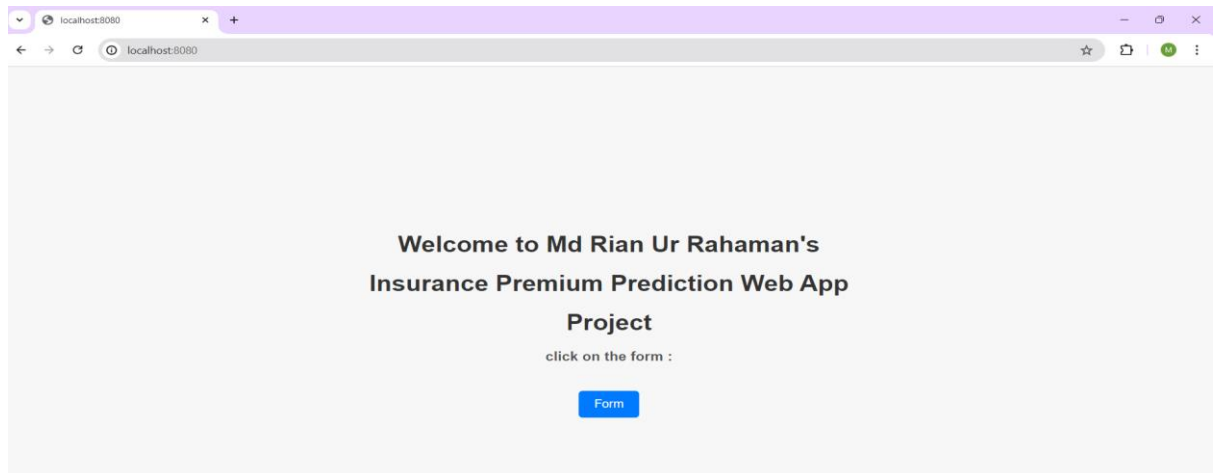 localhost:8080
localhost:8080
M
Welcome to Md Rian Ur Rahaman's
Insurance Premium Prediction Web App
Project
click on the form :
Form